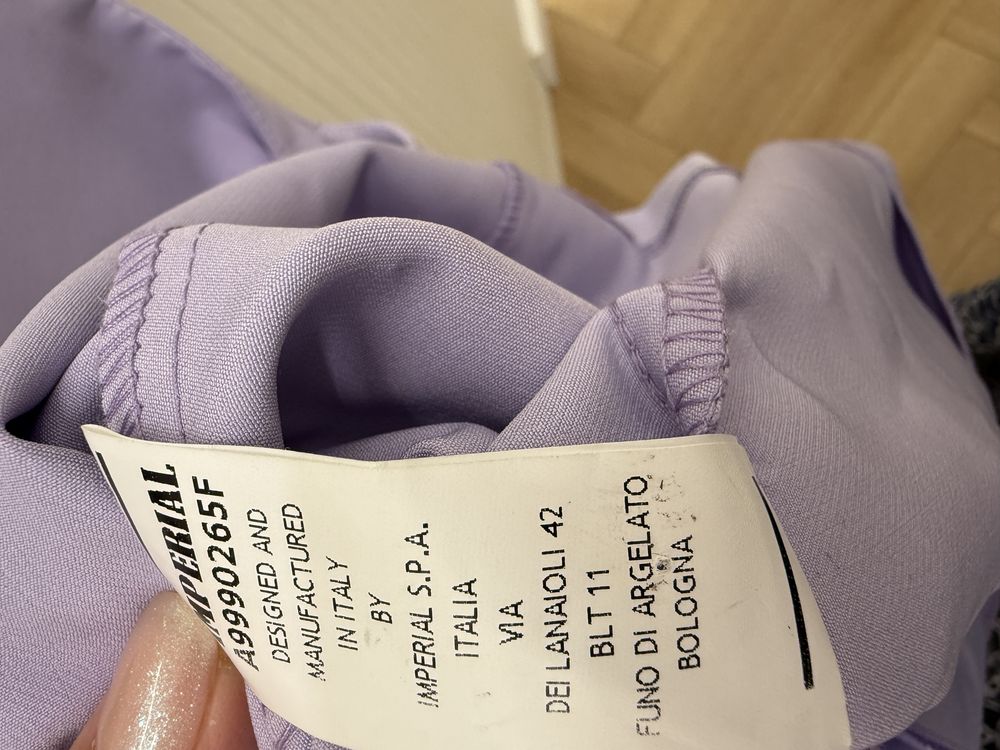 IMPERIAL
A9990265F
DESIGNED AND
MANUFACTURED
IN ITALY
BY
IMPERIAL S.P.A.
ITALIA
VIA
DEI LANAIOLI 42
BLT 11
FUNO DI ARGELATO
BOLOGNA